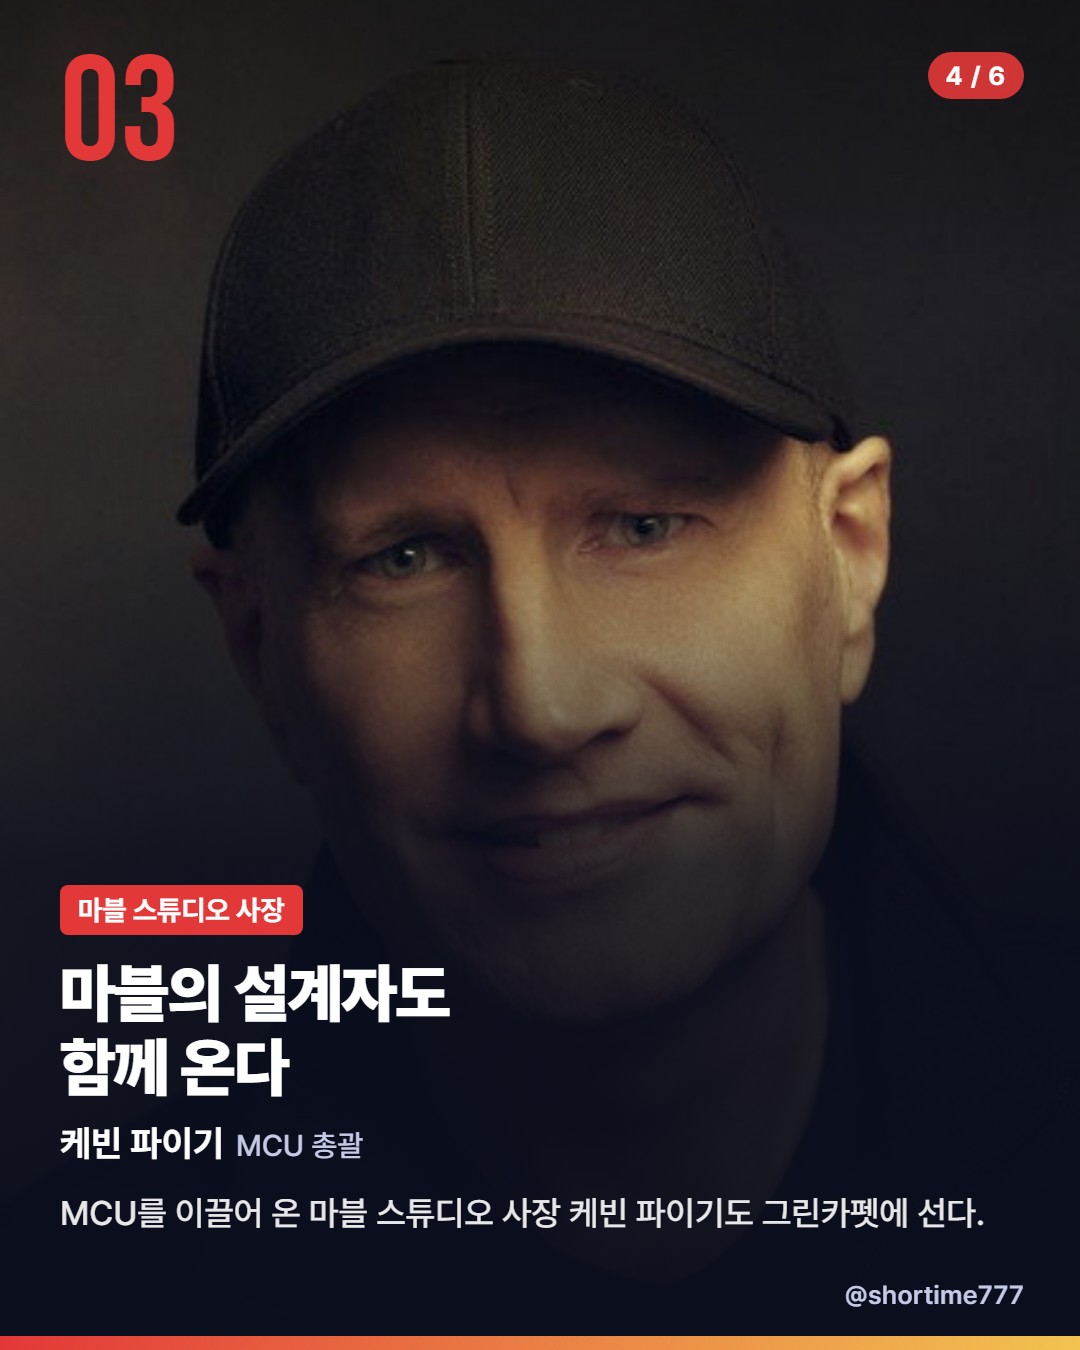 03
4 / 6
마블 스튜디오 사장
마블의 설계자도
함께 온다
케빈 파이기 MCU 총괄
MCU를 이끌어 온 마블 스튜디오 사장 케빈 파이기도 그린카펫에 선다.
@shortime777